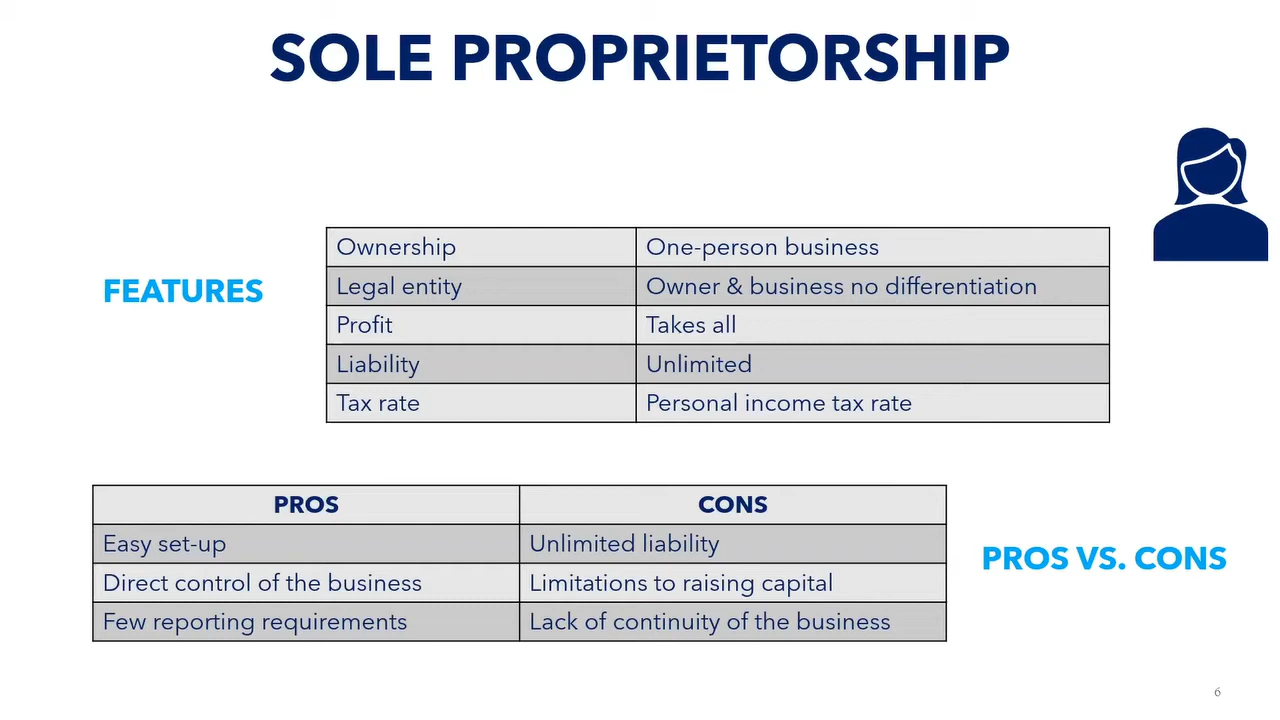 SOLE PROPRIETORSHIP
FEATURES
Ownership One-person business
Legal entity Owner & business no differentiation
Profit Takes all
Liability Unlimited
Tax rate Personal income tax rate
PROS CONS
Easy set-up Unlimited liability
Direct control of the business Limitations to raising capital
Few reporting requirements Lack of continuity of the business
PROS VS. CONS
6